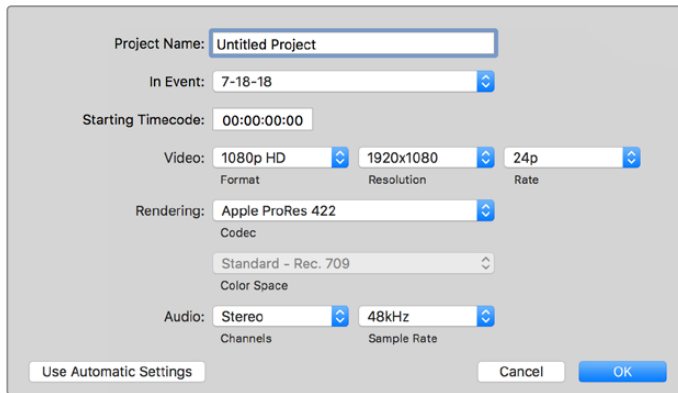 Project Name: Untitled Project
In Event: 7-18-18
Starting Timecode: 00:00:00:00
Video: 1080p HD 1920x1080 24p
Format Resolution Rate
Rendering: Apple ProRes 422
Codec
Standard - Rec. 709
Color Space
Audio: Stereo 48kHz
Channels Sample Rate
Use Automatic Settings Cancel OK